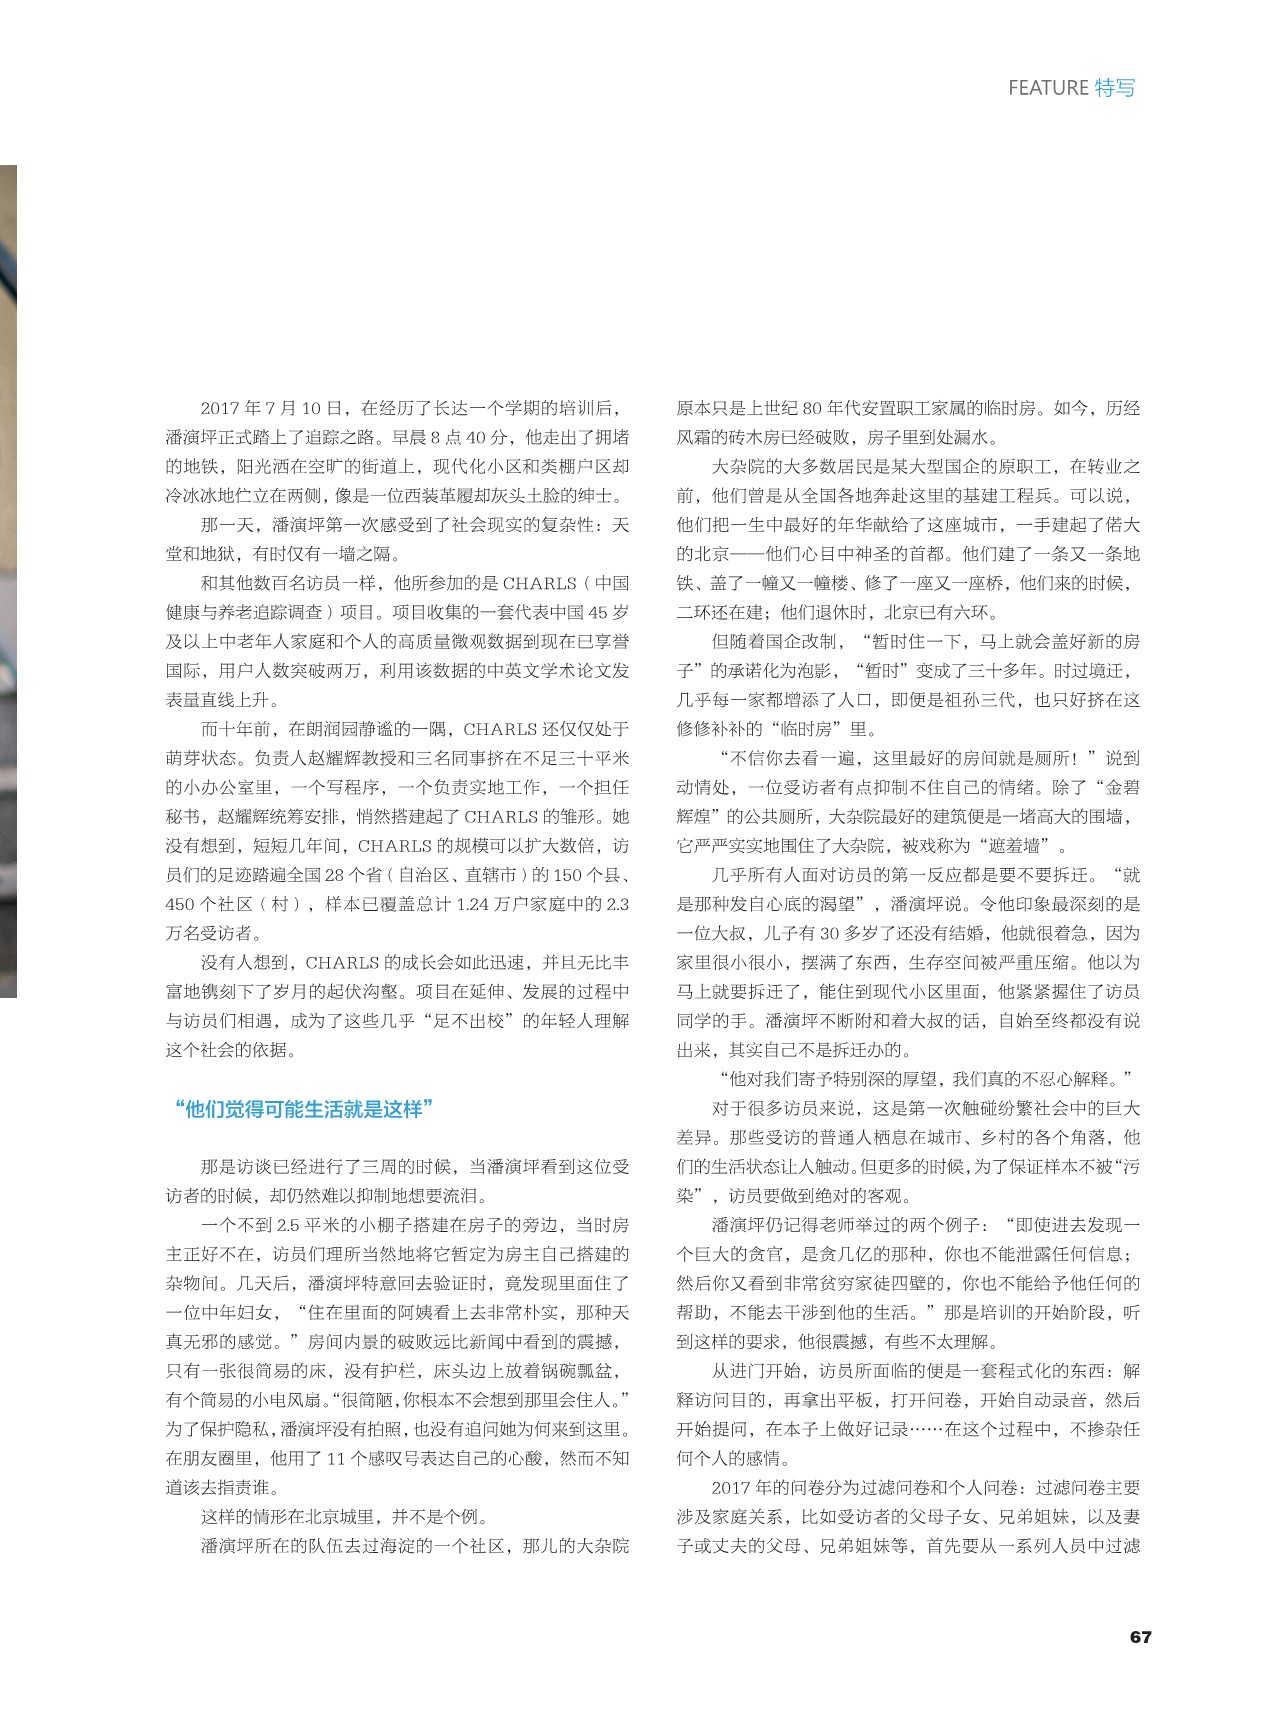 FEATURE 特写
2017 年 7 月 10 日，在经历了长达一个学期的培训后，
潘演坪正式踏上了追踪之路。早晨 8 点 40 分，他走出了拥堵
的地铁，阳光洒在空旷的街道上，现代化小区和类棚户区却
冷冰冰地伫立在两侧，像是一位西装革履却灰头土脸的绅士。
那一天，潘演坪第一次感受到了社会现实的复杂性：天
堂和地狱，有时仅有一墙之隔。
和其他数百名访员一样，他所参加的是 CHARLS（中国
健康与养老追踪调查）项目。项目收集的一套代表中国 45 岁
及以上中老年人家庭和个人的高质量微观数据到现在已享誉
国际，用户人数突破两万，利用该数据的中英文学术论文发
表量直线上升。
而十年前，在朗润园静谧的一隅，CHARLS 还仅仅处于
萌芽状态。负责人赵耀辉教授和三名同事挤在不足三十平米
的小办公室里，一个写程序，一个负责实地工作，一个担任
秘书，赵耀辉统筹安排，悄然搭建起了 CHARLS 的雏形。她
没有想到，短短几年间，CHARLS 的规模可以扩大数倍，访
员们的足迹踏遍全国 28 个省（自治区、直辖市）的 150 个县、
450 个社区（村），样本已覆盖总计 1.24 万户家庭中的 2.3
万名受访者。
没有人想到，CHARLS 的成长会如此迅速，并且无比丰
富地镌刻下了岁月的起伏沟壑。项目在延伸、发展的过程中
与访员们相遇，成为了这些几乎“足不出校”的年轻人理解
这个社会的依据。
“他们觉得可能生活就是这样”
那是访谈已经进行了三周的时候，当潘演坪看到这位受
访者的时候，却仍然难以抑制地想要流泪。
一个不到 2.5 平米的小棚子搭建在房子的旁边，当时房
主正好不在，访员们理所当然地将它暂定为房主自己搭建的
杂物间。几天后，潘演坪特意回去验证时，竟发现里面住了
一位中年妇女，“住在里面的阿姨看上去非常朴实，那种天
真无邪的感觉。”房间内景的破败远比新闻中看到的震撼，
只有一张很简易的床，没有护栏，床头边上放着锅碗瓢盆，
有个简易的小电风扇。“很简陋，你根本不会想到那里会住人。”
为了保护隐私，潘演坪没有拍照，也没有追问她为何来到这里。
在朋友圈里，他用了 11 个感叹号表达自己的心酸，然而不知
道该去指责谁。
这样的情形在北京城里，并不是个例。
潘演坪所在的队伍去过海淀的一个社区，那儿的大杂院
原本只是上世纪 80 年代安置职工家属的临时房。如今，历经
风霜的砖木房已经破败，房子里到处漏水。
大杂院的大多数居民是某大型国企的原职工，在转业之
前，他们曾是从全国各地奔赴这里的基建工程兵。可以说，
他们把一生中最好的年华献给了这座城市，一手建起了偌大
的北京——他们心目中神圣的首都。他们建了一条又一条地
铁、盖了一幢又一幢楼、修了一座又一座桥，他们来的时候，
二环还在建；他们退休时，北京已有六环。
但随着国企改制，“暂时住一下，马上就会盖好新的房
子”的承诺化为泡影，“暂时”变成了三十多年。时过境迁，
几乎每一家都增添了人口，即便是祖孙三代，也只好挤在这
修修补补的“临时房”里。
“不信你去看一遍，这里最好的房间就是厕所！”说到
动情处，一位受访者有点抑制不住自己的情绪。除了“金碧
辉煌”的公共厕所，大杂院最好的建筑便是一堵高大的围墙，
它严严实实地围住了大杂院，被戏称为“遮羞墙”。
几乎所有人面对访员的第一反应都是要不要拆迁。“就
是那种发自心底的渴望”，潘演坪说。令他印象最深刻的是
一位大叔，儿子有 30 多岁了还没有结婚，他就很着急，因为
家里很小很小，摆满了东西，生存空间被严重压缩。他以为
马上就要拆迁了，能住到现代小区里面，他紧紧握住了访员
同学的手。潘演坪不断附和着大叔的话，自始至终都没有说
出来，其实自己不是拆迁办的。
“他对我们寄予特别深的厚望，我们真的不忍心解释。”
对于很多访员来说，这是第一次触碰纷繁社会中的巨大
差异。那些受访的普通人栖息在城市、乡村的各个角落，他
们的生活状态让人触动。但更多的时候，为了保证样本不被“污
染”，访员要做到绝对的客观。
潘演坪仍记得老师举过的两个例子：“即使进去发现一
个巨大的贪官，是贪几亿的那种，你也不能泄露任何信息；
然后你又看到非常贫穷家徒四壁的，你也不能给予他任何的
帮助，不能去干涉到他的生活。”那是培训的开始阶段，听
到这样的要求，他很震撼，有些不太理解。
从进门开始，访员所面临的便是一套程式化的东西：解
释访问目的，再拿出平板，打开问卷，开始自动录音，然后
开始提问，在本子上做好记录……在这个过程中，不掺杂任
何个人的感情。
2017 年的问卷分为过滤问卷和个人问卷：过滤问卷主要
涉及家庭关系，比如受访者的父母子女、兄弟姐妹，以及妻
子或丈夫的父母、兄弟姐妹等，首先要从一系列人员中过滤
67